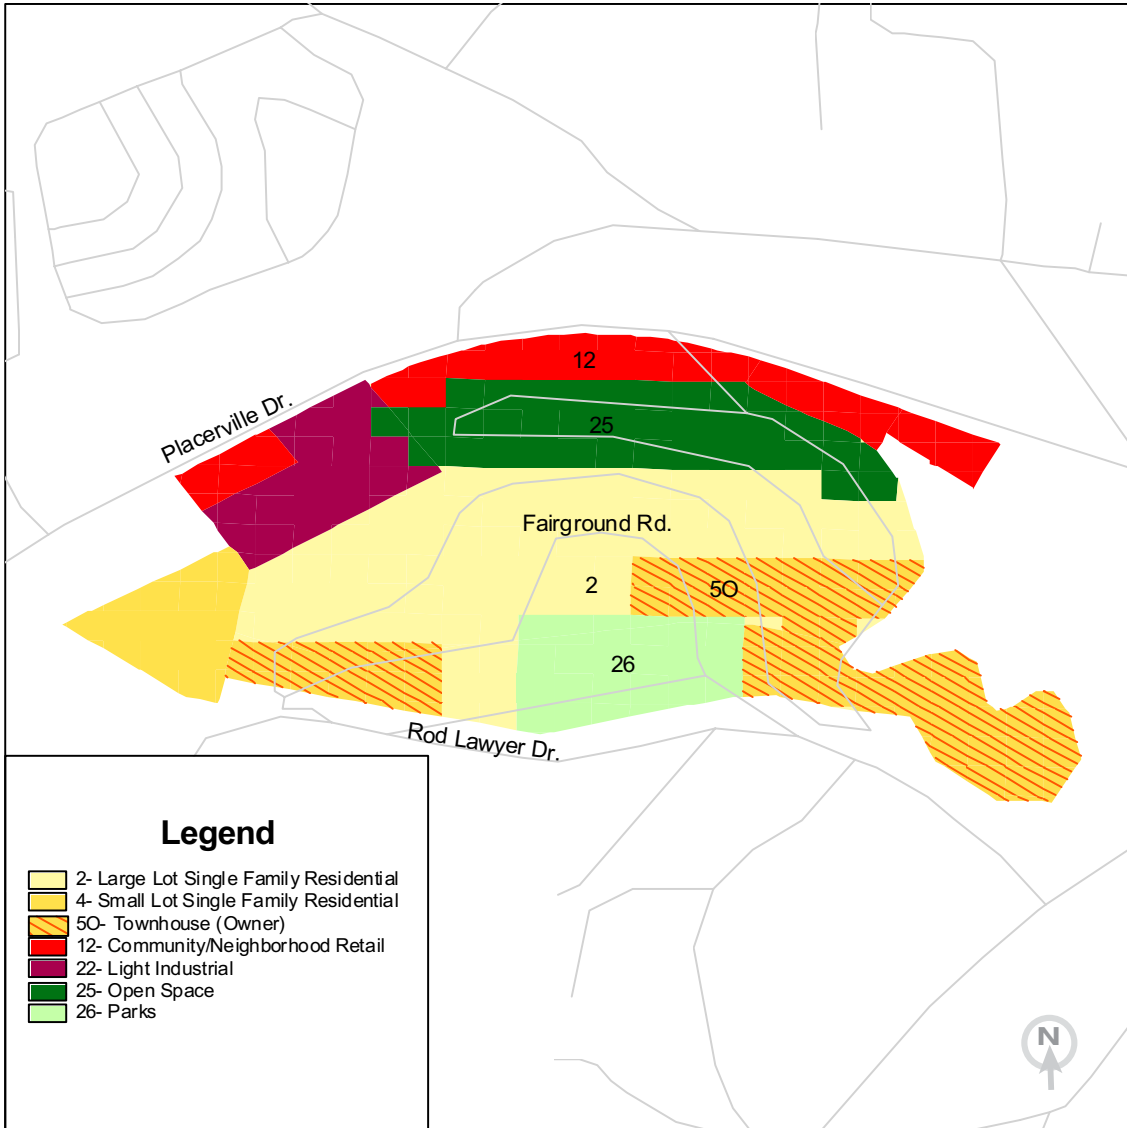 12
Placerville Dr.
25
Fairground Rd.
2
5O
26
Rod Lawyer Dr.
Legend
2- Large Lot Single Family Residential
4- Small Lot Single Family Residential
5O- Townhouse (Owner)
12- Community/Neighborhood Retail
22- Light Industrial
25- Open Space
26- Parks
N